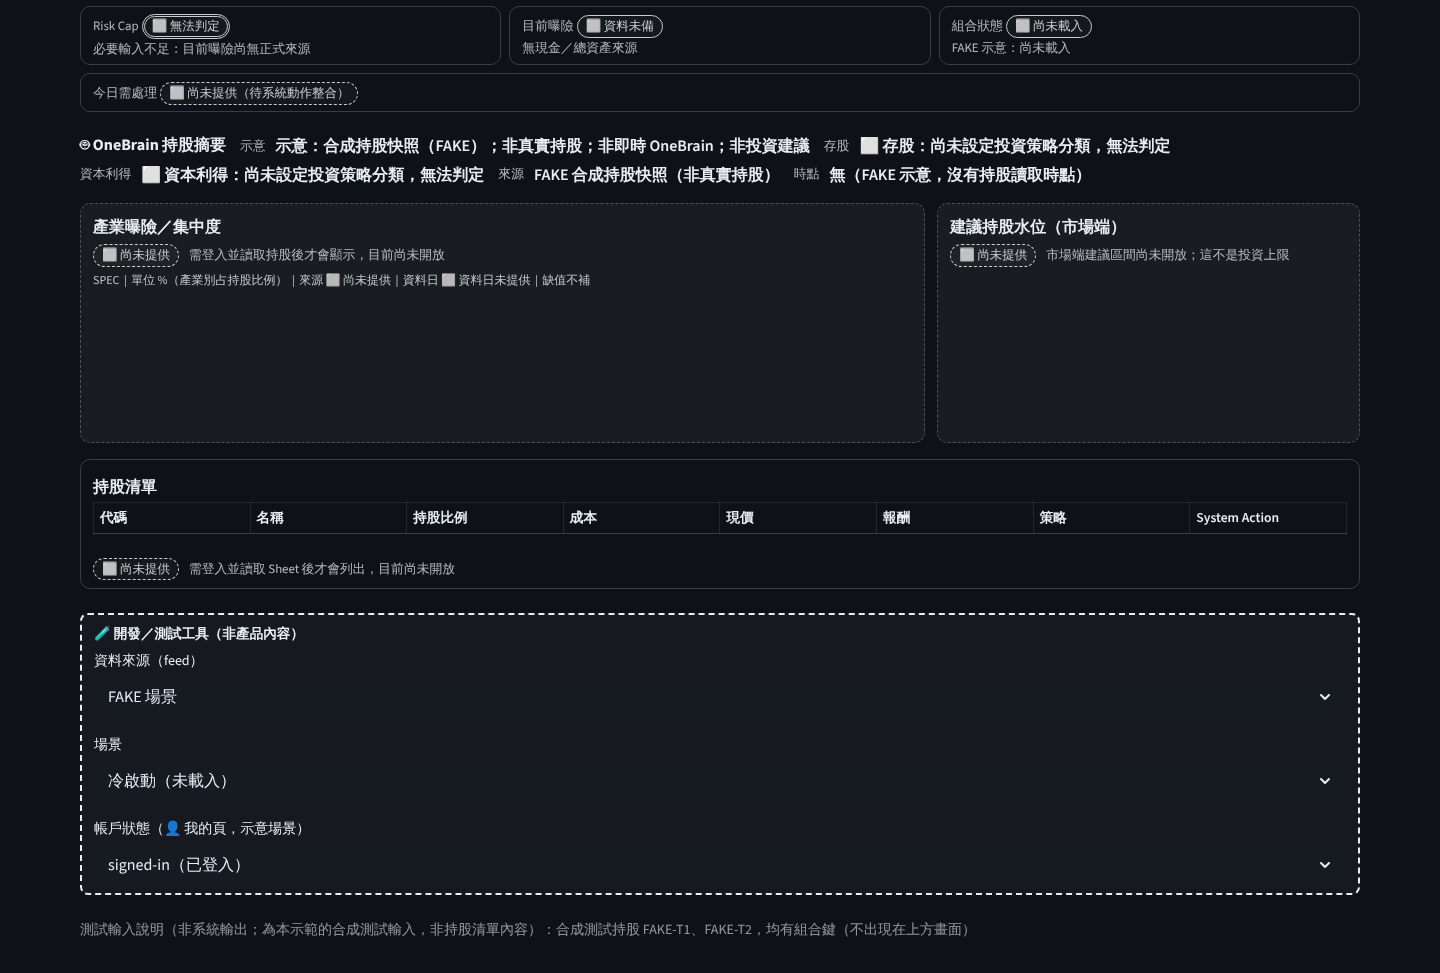 Risk Cap ⬜ 無法判定
必要輸入不足：目前曝險尚無正式來源
目前曝險 ⬜ 資料未備
無現金／總資產來源
組合狀態 ⬜ 尚未載入
FAKE 示意：尚未載入
今日需處理 ⬜ 尚未提供（待系統動作整合）
OneBrain 持股摘要 示意 示意：合成持股快照（FAKE）；非真實持股；非即時 OneBrain；非投資建議 存股 ⬜ 存股：尚未設定投資策略分類，無法判定
資本利得 ⬜ 資本利得：尚未設定投資策略分類，無法判定 來源 FAKE 合成持股快照（非真實持股） 時點 無（FAKE 示意，沒有持股讀取時點）
產業曝險／集中度
⬜ 尚未提供 需登入並讀取持股後才會顯示，目前尚未開放
SPEC｜單位 %（產業別占持股比例）｜來源 ⬜ 尚未提供｜資料日 ⬜ 資料日未提供｜缺值不補
建議持股水位（市場端）
⬜ 尚未提供 市場端建議區間尚未開放；這不是投資上限
持股清單
代碼 名稱 持股比例 成本 現價 報酬 策略 System Action
⬜ 尚未提供 需登入並讀取 Sheet 後才會列出，目前尚未開放
🧪 開發／測試工具（非產品內容）
資料來源（feed）
FAKE 場景
場景
冷啟動（未載入）
帳戶狀態（👤 我的頁，示意場景）
signed-in（已登入）
測試輸入說明（非系統輸出；為本示範的合成測試輸入，非持股清單內容）：合成測試持股 FAKE-T1、FAKE-T2，均有組合鍵（不出現在上方畫面）